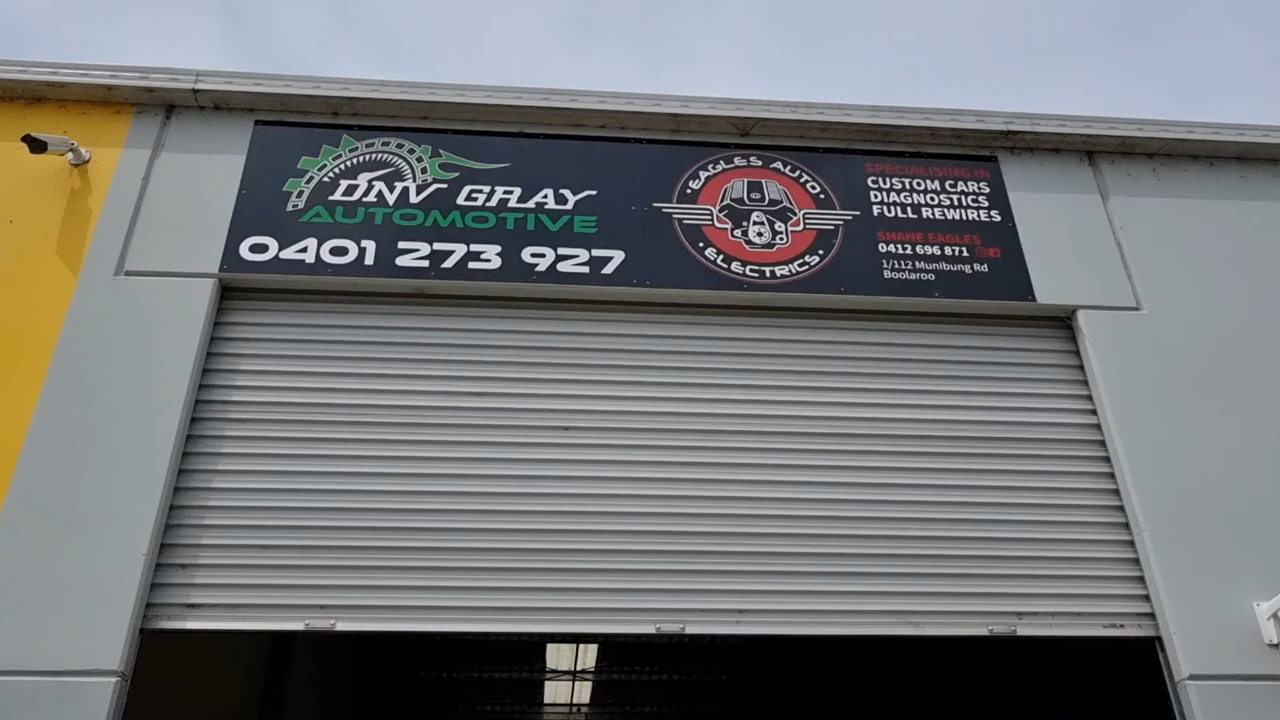 DNV GRAY
AUTOMOTIVE
0401 273 927
EAGLES AUTO
ELECTRICS
SPECIALISING IN
CUSTOM CARS
DIAGNOSTICS
FULL REWIRES
SHANE EAGLES
0412 696 871
1/112 Munibung Rd
Boolaroo